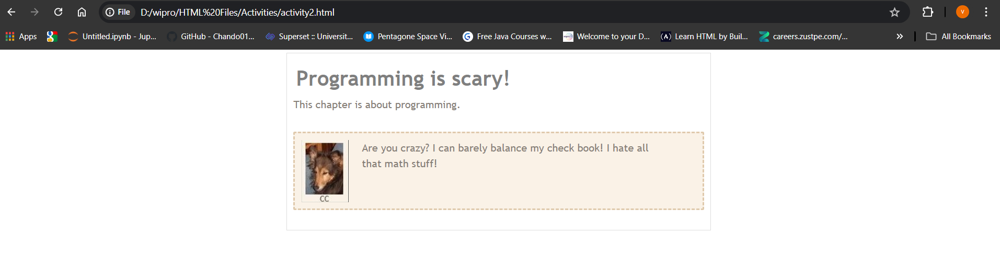 File D:/wipro/HTML%20Files/Activities/activity2.html V
Apps Untitled.ipynb - Jup... GitHub - Chando01... Superset :: Universit... Pentagone Space Vi... Free Java Courses w... Welcome to your D... Learn HTML by Buil... careers.zustpe.com/... All Bookmarks
Programming is scary!
This chapter is about programming.
Are you crazy? I can barely balance my check book! I hate all
that math stuff!
CC